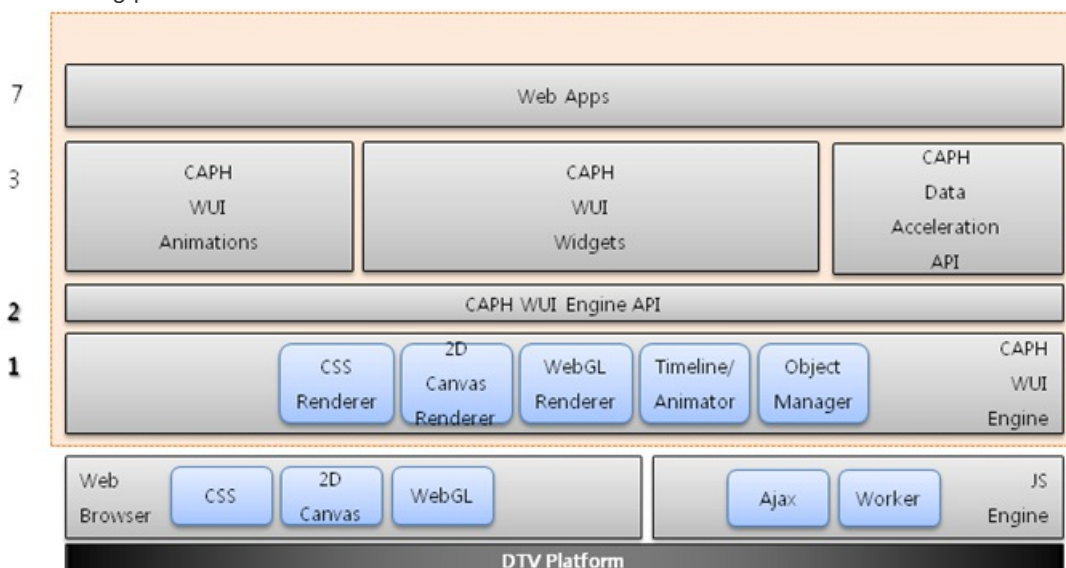 7
Web Apps
3
CAPH
WUI
Animations
CAPH
WUI
Widgets
CAPH
Data
Acceleration
API
2
CAPH WUI Engine API
1
CSS
Renderer
2D
Canvas
Renderer
WebGL
Renderer
Timeline/
Animator
Object
Manager
CAPH
WUI
Engine
Web
Browser
CSS
2D
Canvas
WebGL
Ajax
Worker
JS
Engine
DTV Platform